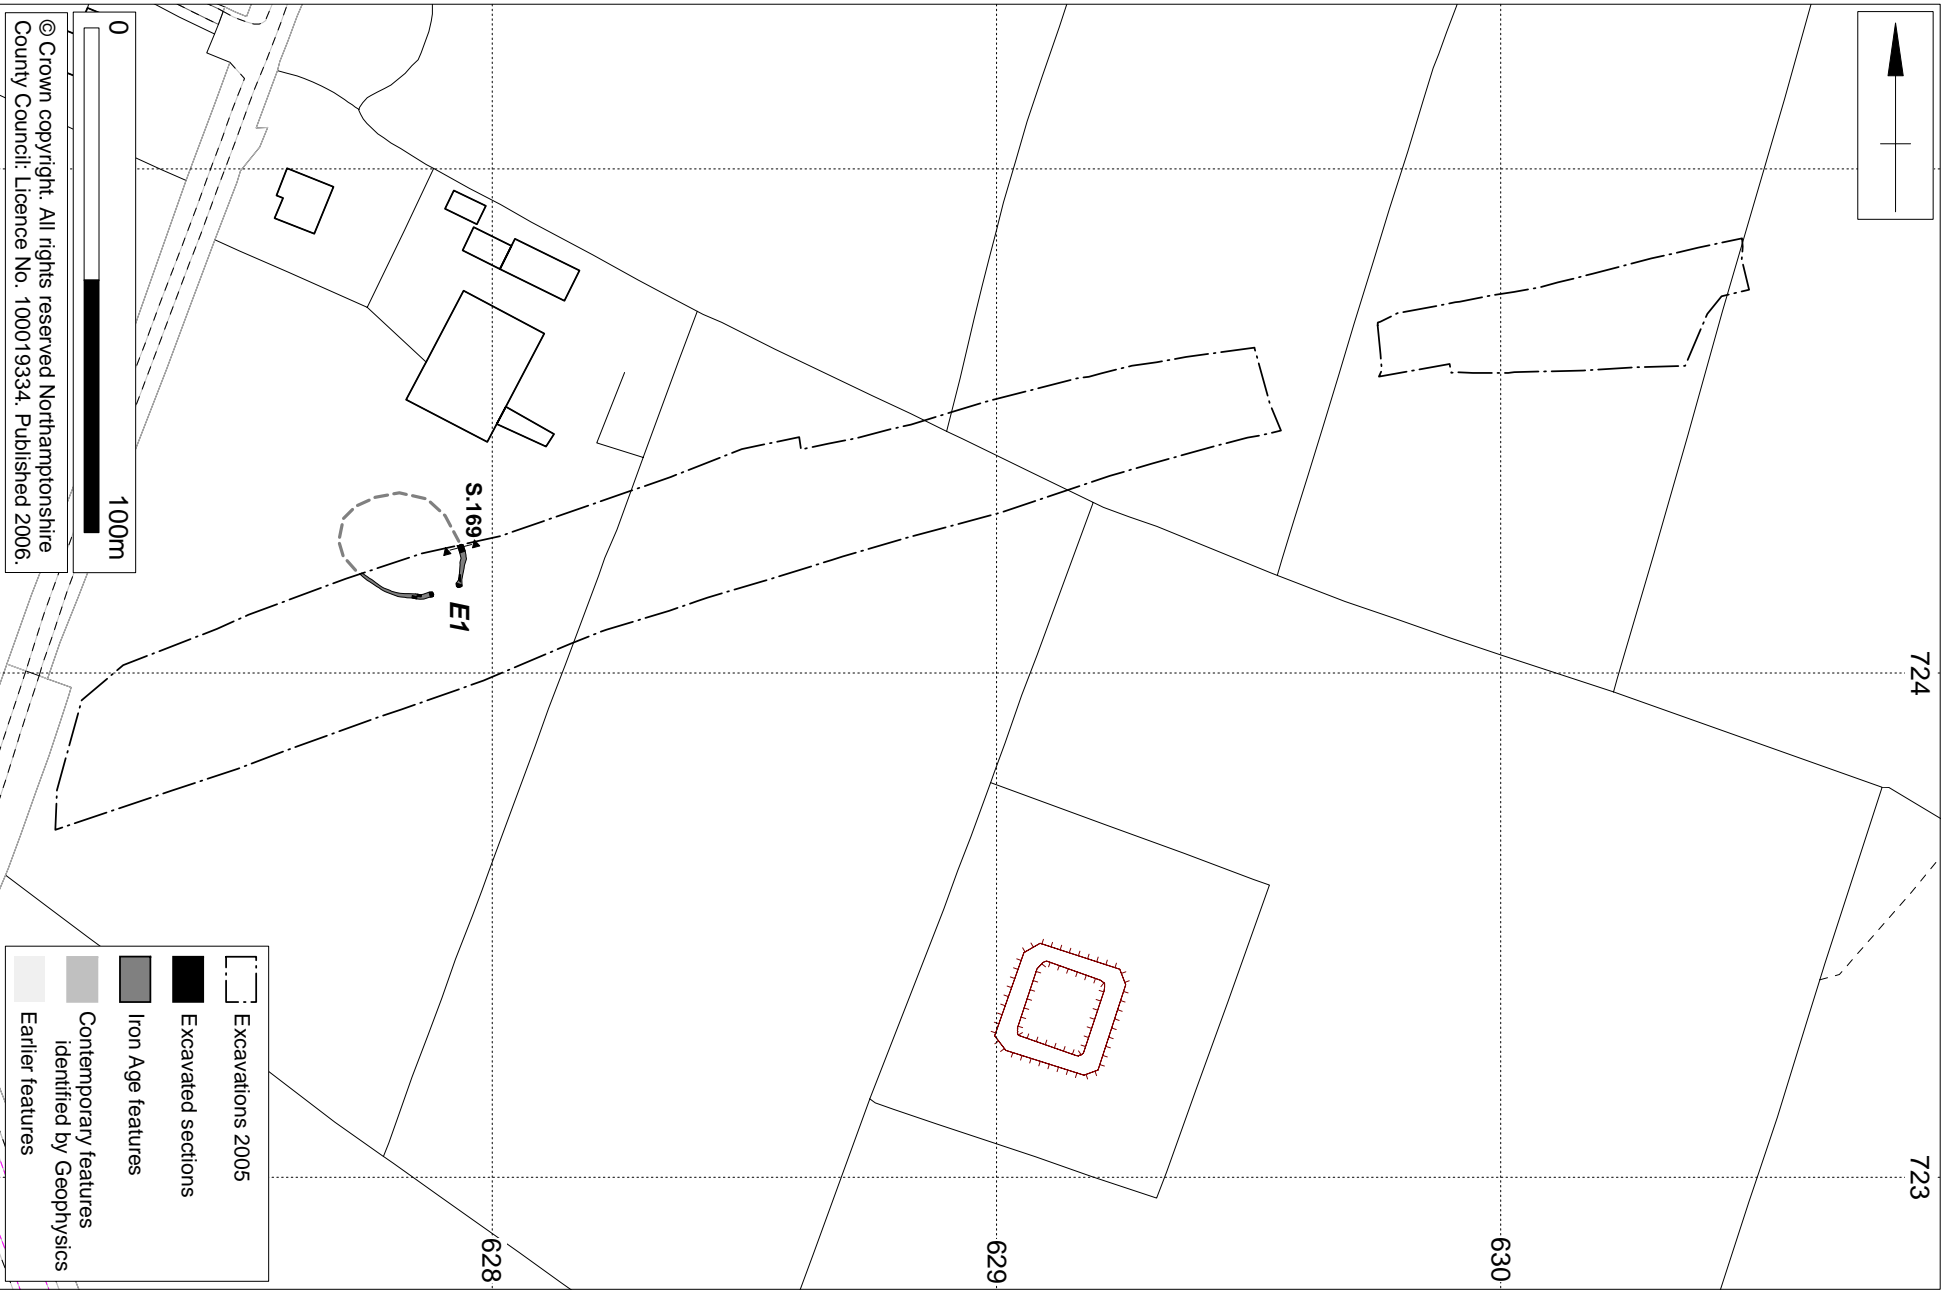 724
723
628
629
630
S.169
E1
0
100m
© Crown copyright. All rights reserved Northamptonshire
County Council: Licence No. 100019334. Published 2006.
Excavations 2005
Excavated sections
Iron Age features
Contemporary features
identified by Geophysics
Earlier features